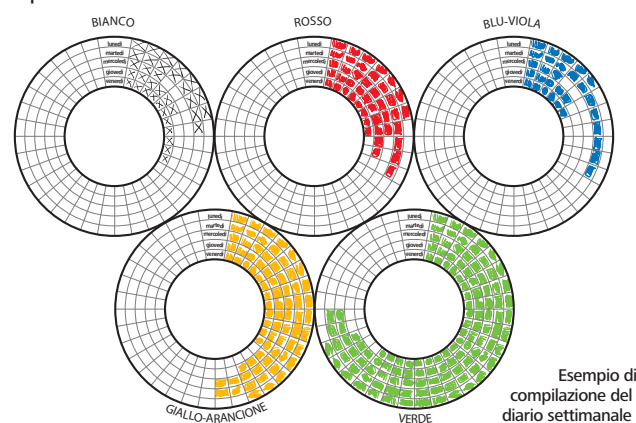 BIANCO
ROSSO
BLU-VIOLA
lunedì
martedì
mercoledì
giovedì
venerdì
lunedì
martedì
mercoledì
giovedì
venerdì
lunedì
martedì
mercoledì
giovedì
venerdì
lunedì
martedì
mercoledì
giovedì
venerdì
lunedì
martedì
mercoledì
giovedì
venerdì
GIALLO-ARANCIONE
VERDE
Esempio di
compilazione del
diario settimanale